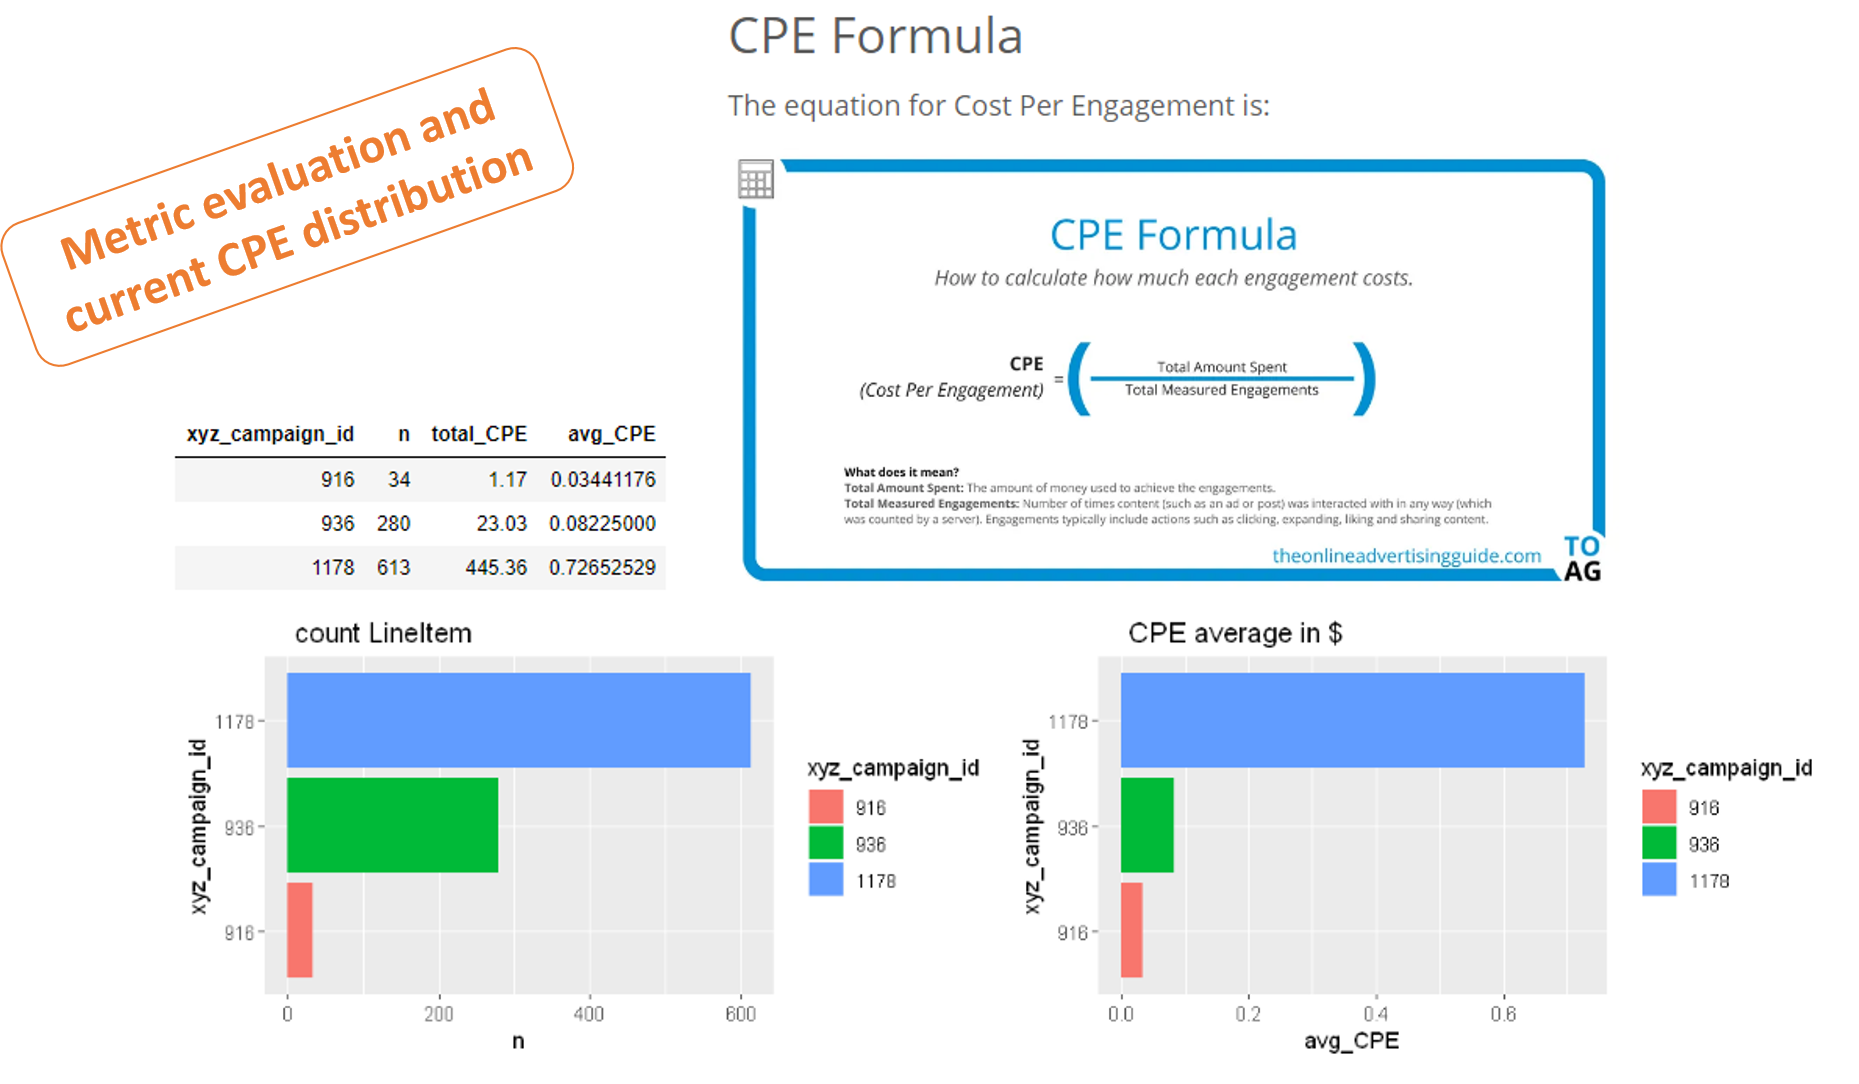 CPE Formula
The equation for Cost Per Engagement is:
Metric evaluation and
current CPE distribution
CPE Formula
How to calculate how much each engagement costs.
CPE
(Cost Per Engagement)
=
(
Total Amount Spent
Total Measured Engagements
)
What does it mean?
Total Amount Spent: The amount of money used to achieve the engagements.
Total Measured Engagements: Number of times content (such as an ad or post) was interacted with in any way (which
was counted by a server). Engagements typically include actions such as clicking, expanding, liking and sharing content.
theonlineadvertisingguide.com
TO
AG
xyz_campaign_id n total_CPE avg_CPE
916 34 1.17 0.03441176
936 280 23.03 0.08225000
1178 613 445.36 0.72652529
count LineItem
xyz_campaign_id
1178
936
916
0 200 400 600
n
xyz_campaign_id
916
936
1178
CPE average in $
xyz_campaign_id
1178
936
916
0.0 0.2 0.4 0.6
avg_CPE
xyz_campaign_id
916
936
1178